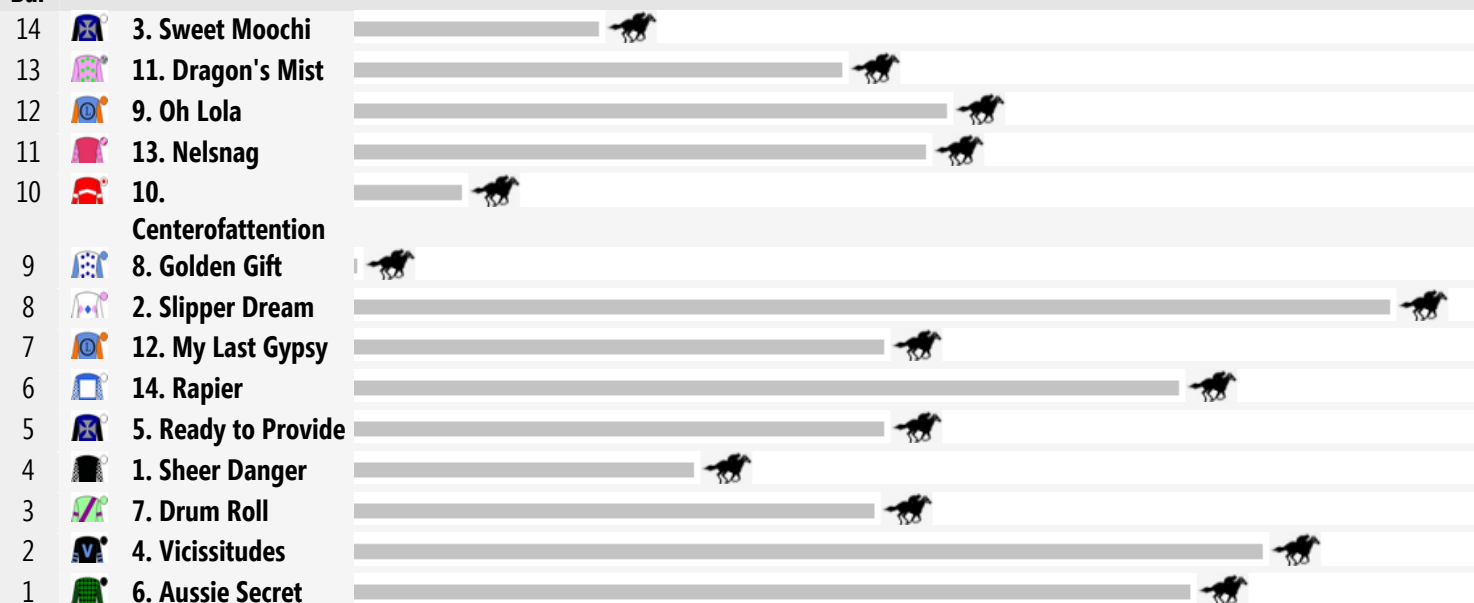 Bar
14 3. Sweet Moochi
13 11. Dragon's Mist
12 9. Oh Lola
11 13. Nelsnag
10 10.
Centerofattention
9 8. Golden Gift
8 2. Slipper Dream
7 12. My Last Gypsy
6 14. Rapier
5 5. Ready to Provide
4 1. Sheer Danger
3 7. Drum Roll
2 V 4. Vicissitudes
1 6. Aussie Secret